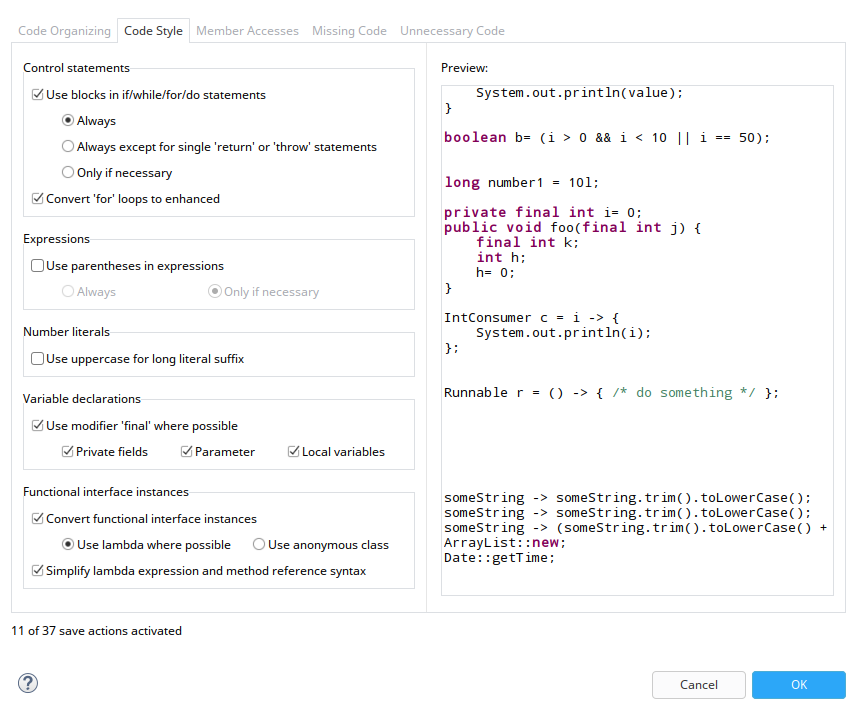 Code Organizing Code Style Member Accesses Missing Code Unnecessary Code
Control statements
Use blocks in if/while/for/do statements
Always
Always except for single 'return' or 'throw' statements
Only if necessary
Convert 'for' loops to enhanced
Expressions
Use parentheses in expressions
Always Only if necessary
Number literals
Use uppercase for long literal suffix
Variable declarations
Use modifier 'final' where possible
Private fields Parameter Local variables
Functional interface instances
Convert functional interface instances
Use lambda where possible Use anonymous class
Simplify lambda expression and method reference syntax
Preview:
    System.out.println(value);
}
boolean b= (i > 0 && i < 10 || i == 50);
long number1 = 10l;
private final int i= 0;
public void foo(final int j) {
    final int k;
    int h;
    h= 0;
}
IntConsumer c = i -> {
    System.out.println(i);
};
Runnable r = () -> { /* do something */ };
someString -> someString.trim().toLowerCase();
someString -> someString.trim().toLowerCase();
someString -> (someString.trim().toLowerCase() +
ArrayList::new;
Date::getTime;
11 of 37 save actions activated
?
Cancel OK